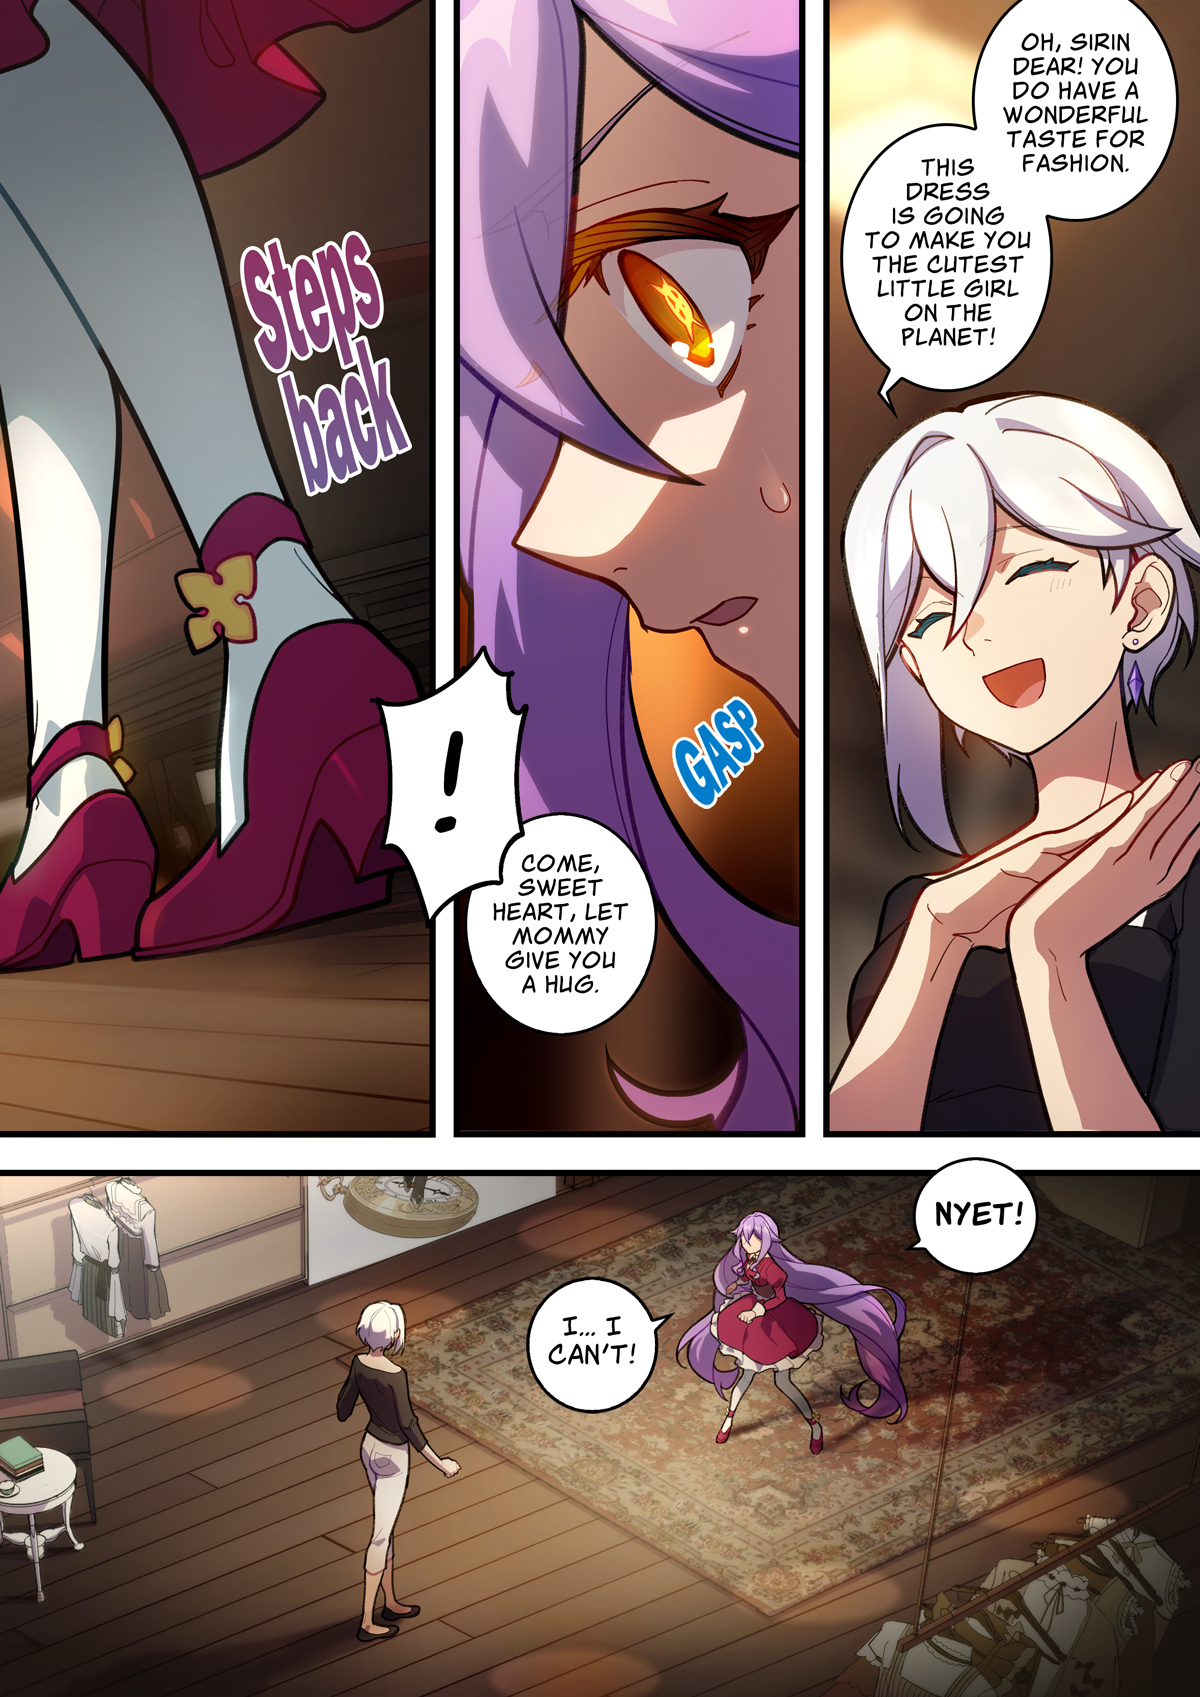 OH, SIRIN
DEAR! YOU
DO HAVE A
WONDERFUL
TASTE FOR
FASHION.
THIS
DRESS
IS GOING
TO MAKE YOU
THE CUTEST
LITTLE GIRL
ON THE
PLANET!
GASP
COME,
SWEET
HEART, LET
MOMMY
GIVE YOU
A HUG.
!
Steps
back
NYET!
I... I
CAN'T!